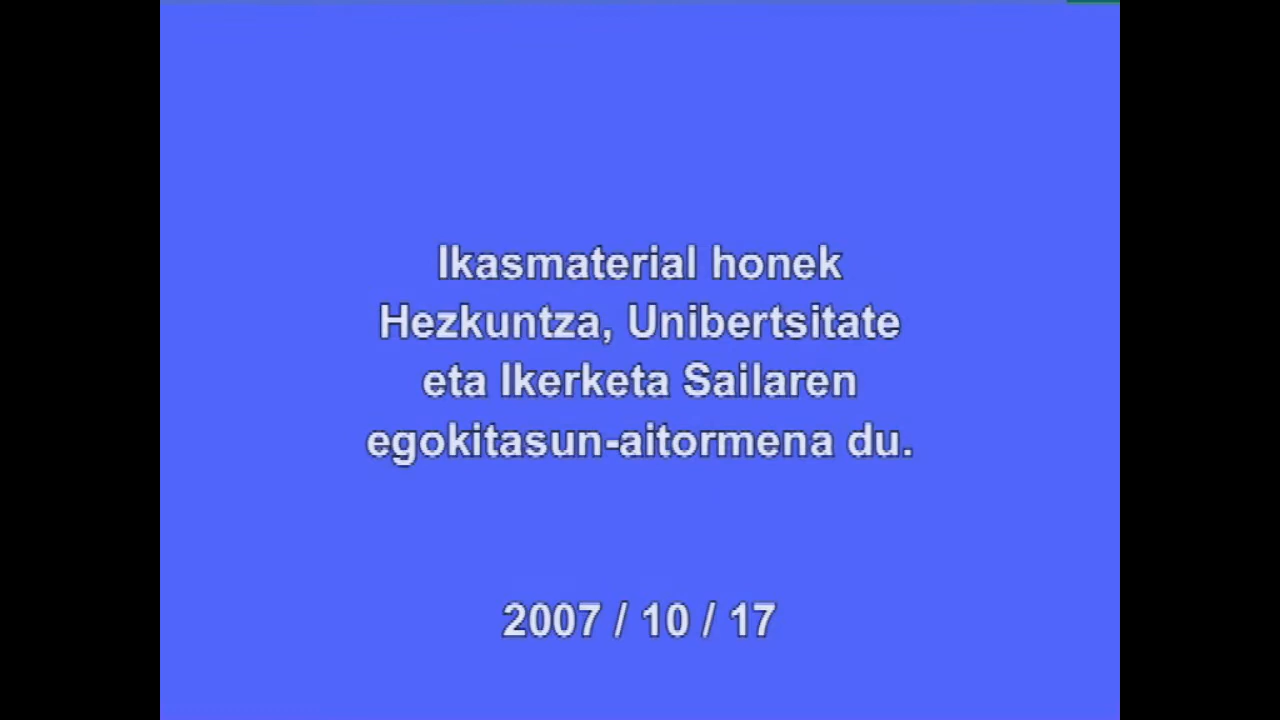 Ikasmaterial honek
Hezkuntza, Unibertsitate
eta Ikerketa Sailaren
egokitasun-aitormena du.
2007 / 10 / 17